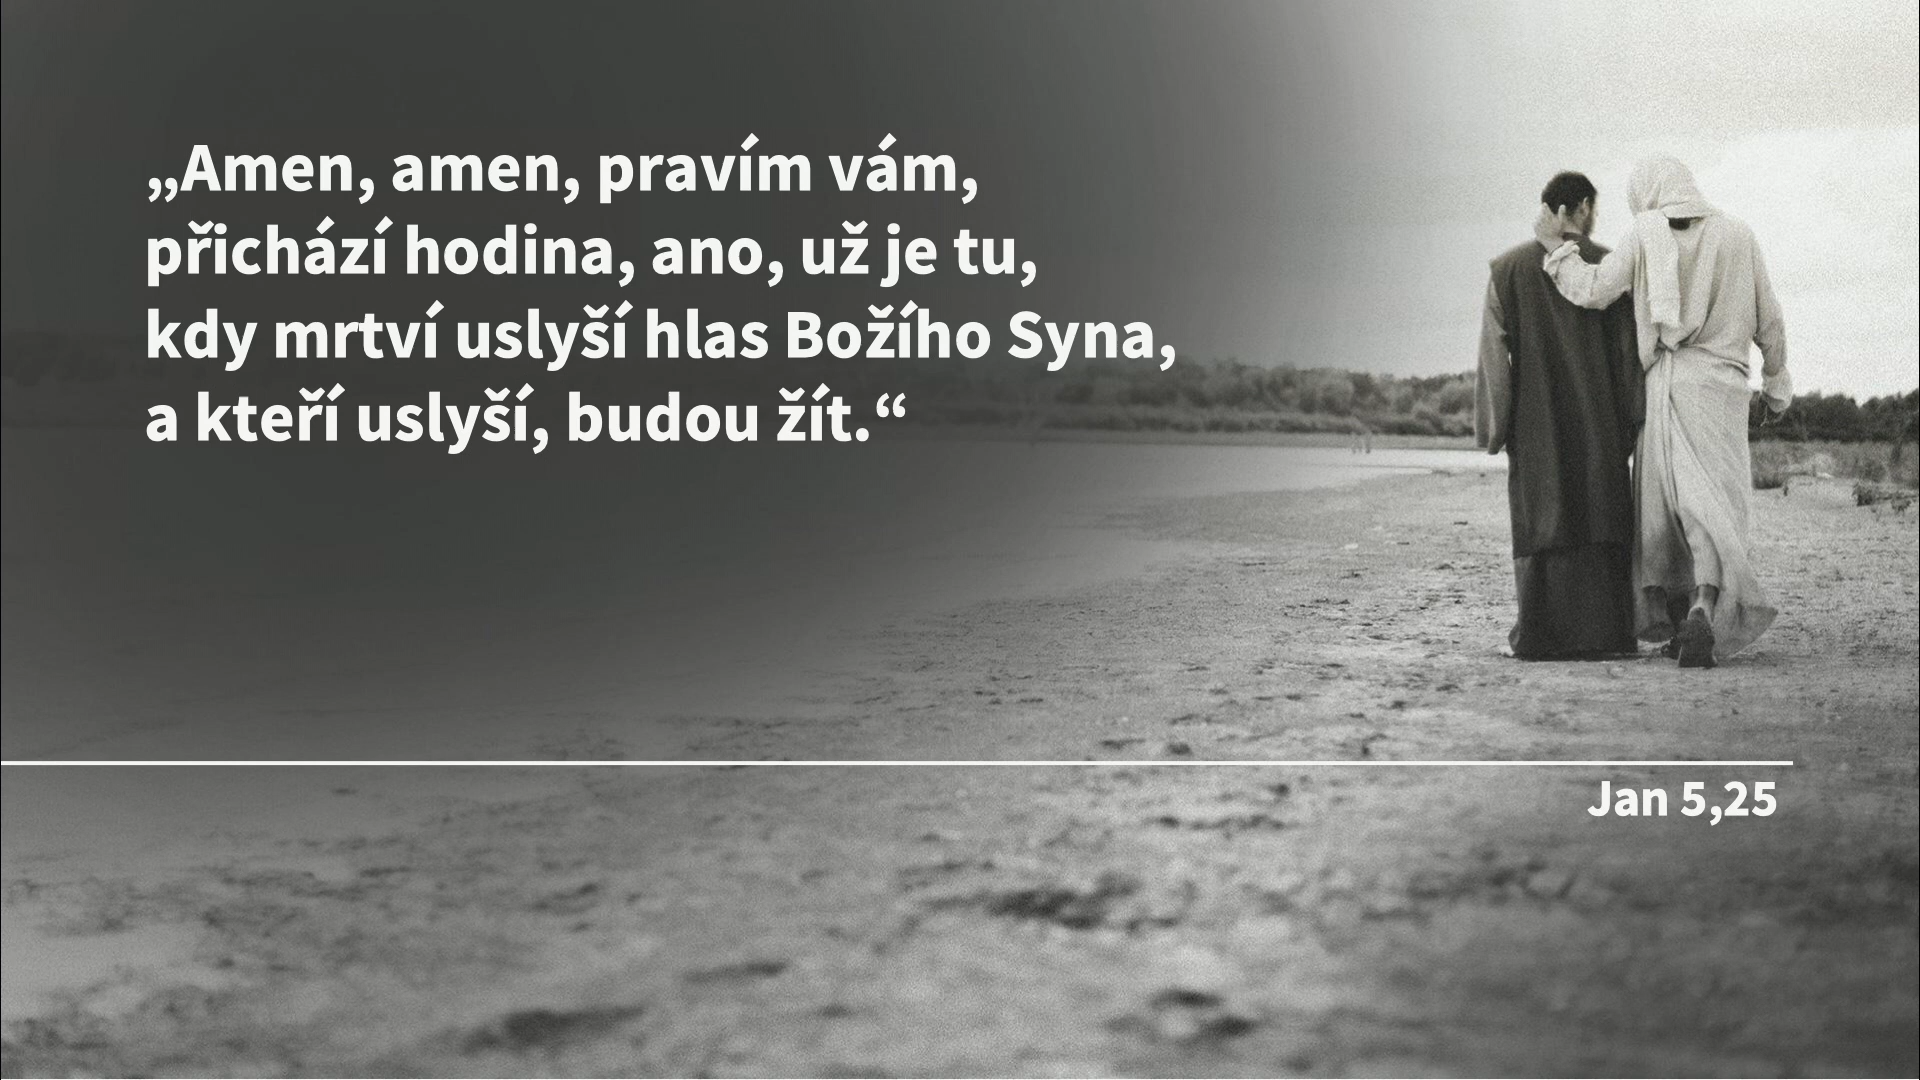 „Amen, amen, pravím vám,
přichází hodina, ano, už je tu,
kdy mrtví uslyší hlas Božího Syna,
a kteří uslyší, budou žít.“
Jan 5,25